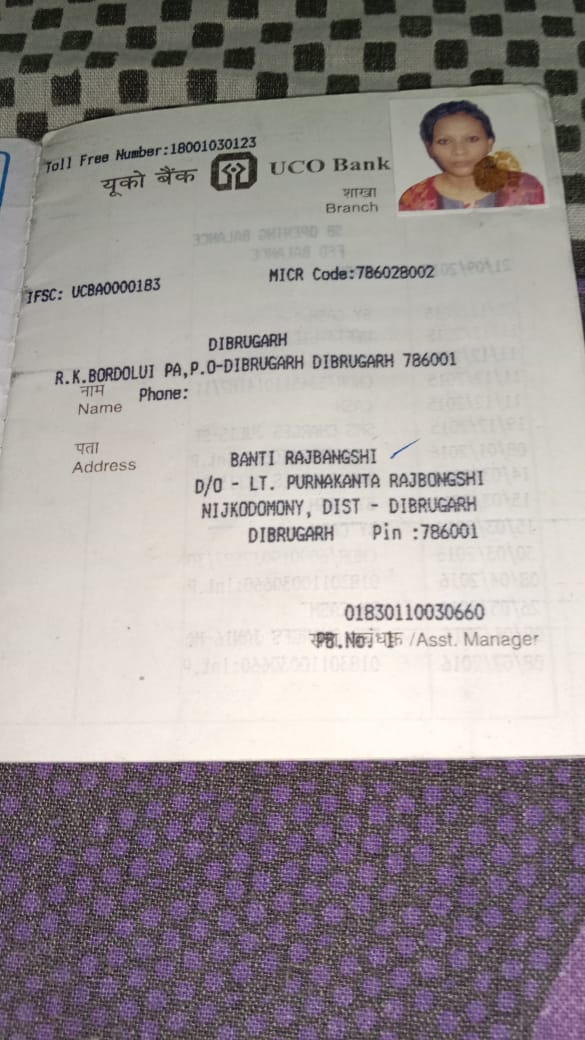 Toll Free Number:18001030123
यूको बैंक UCO Bank
शाखा
Branch
IFSC: UCBA0000183 MICR Code:786028002
DIBRUGARH
R.K.BORDOLUI PA,P.O-DIBRUGARH DIBRUGARH 786001
नाम Phone:
Name
पता
Address
BANTI RAJBANGSHI
D/O - LT. PURNAKANTA RAJBONGSHI
NIJKODOMONY, DIST - DIBRUGARH
DIBRUGARH Pin :786001
01830110030660
PB.No. 1 /Asst. Manager